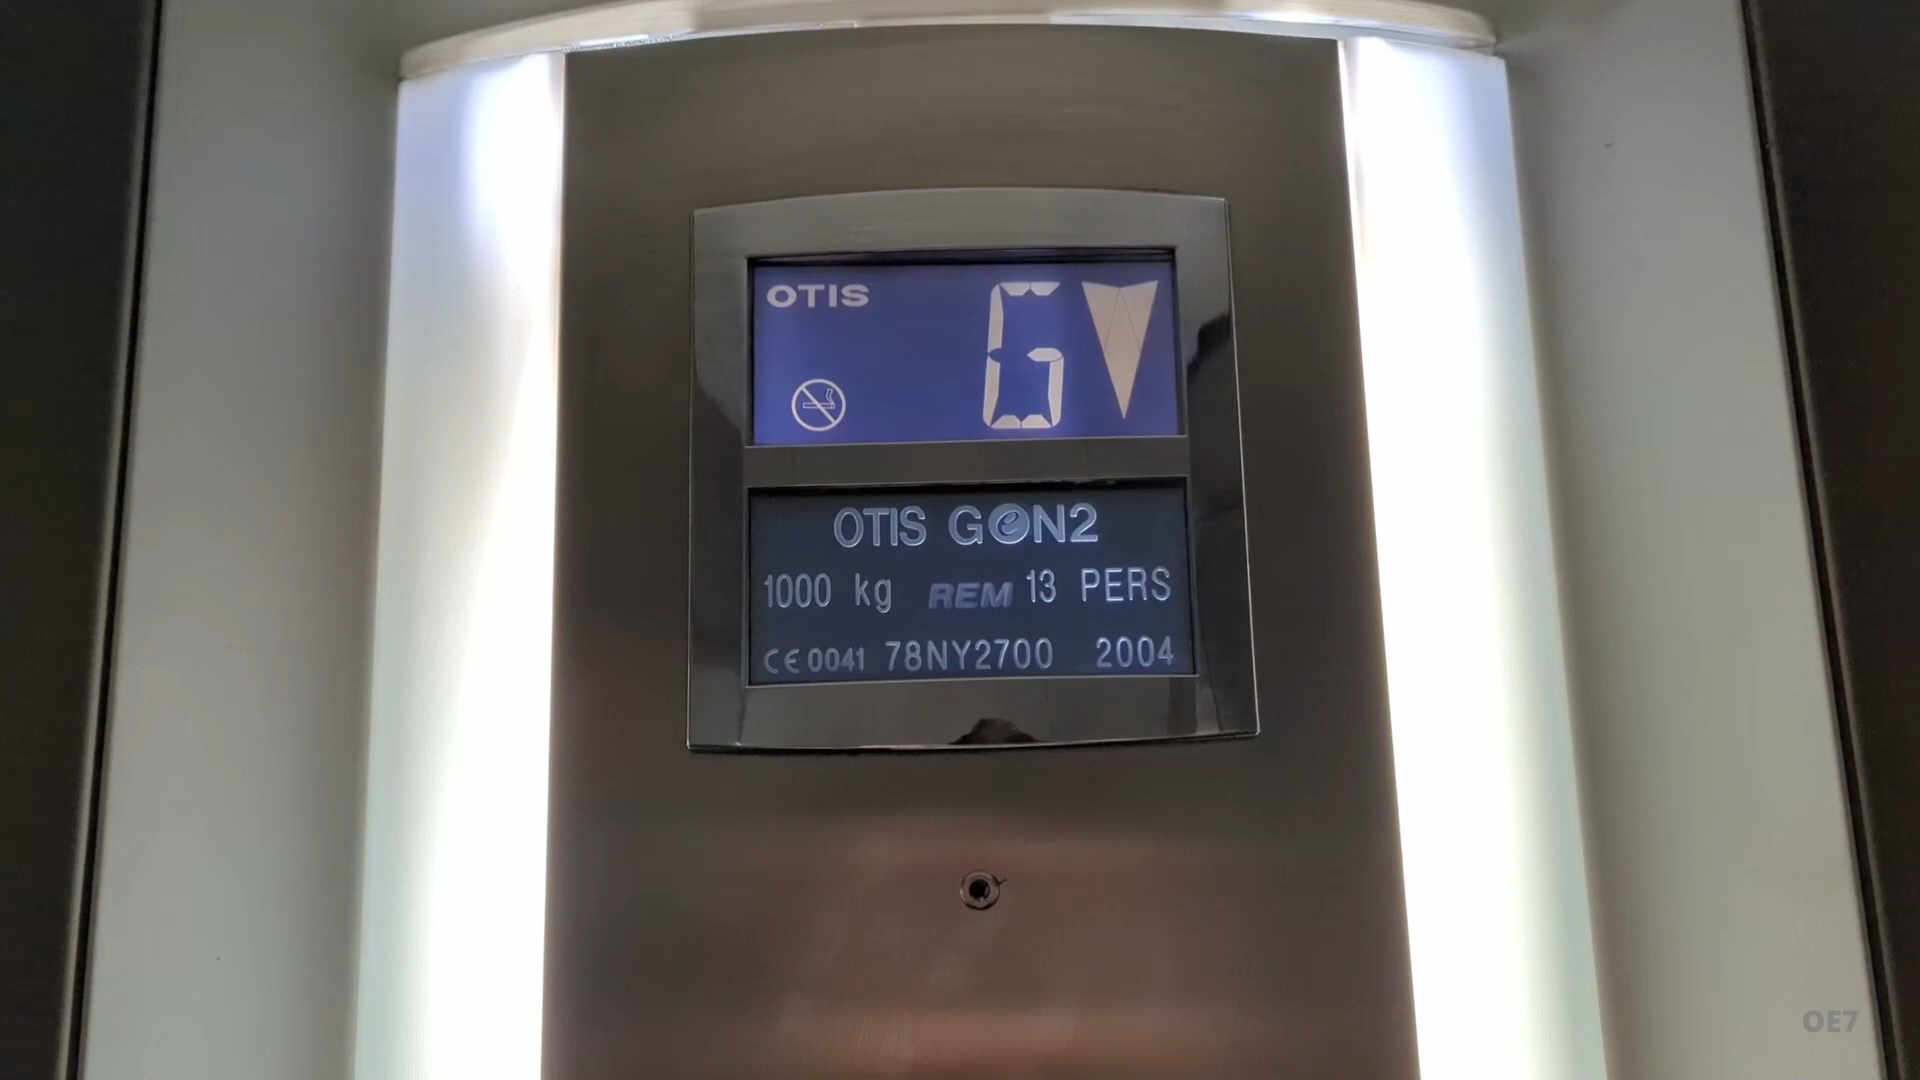 OTIS
G
OTIS GeN2
1000 kg REM 13 PERS
CE 0041 78NY2700 2004
OE7